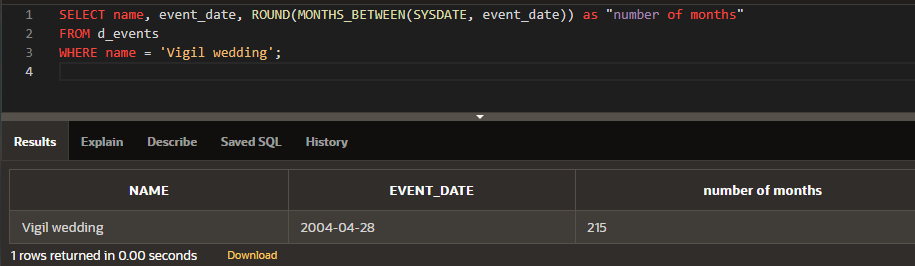 1 SELECT name, event_date, ROUND(MONTHS_BETWEEN(SYSDATE, event_date)) as "number of months"
2 FROM d_events
3 WHERE name = 'Vigil wedding';
4
Results Explain Describe Saved SQL History
NAME EVENT_DATE number of months
Vigil wedding 2004-04-28 215
1 rows returned in 0.00 seconds Download